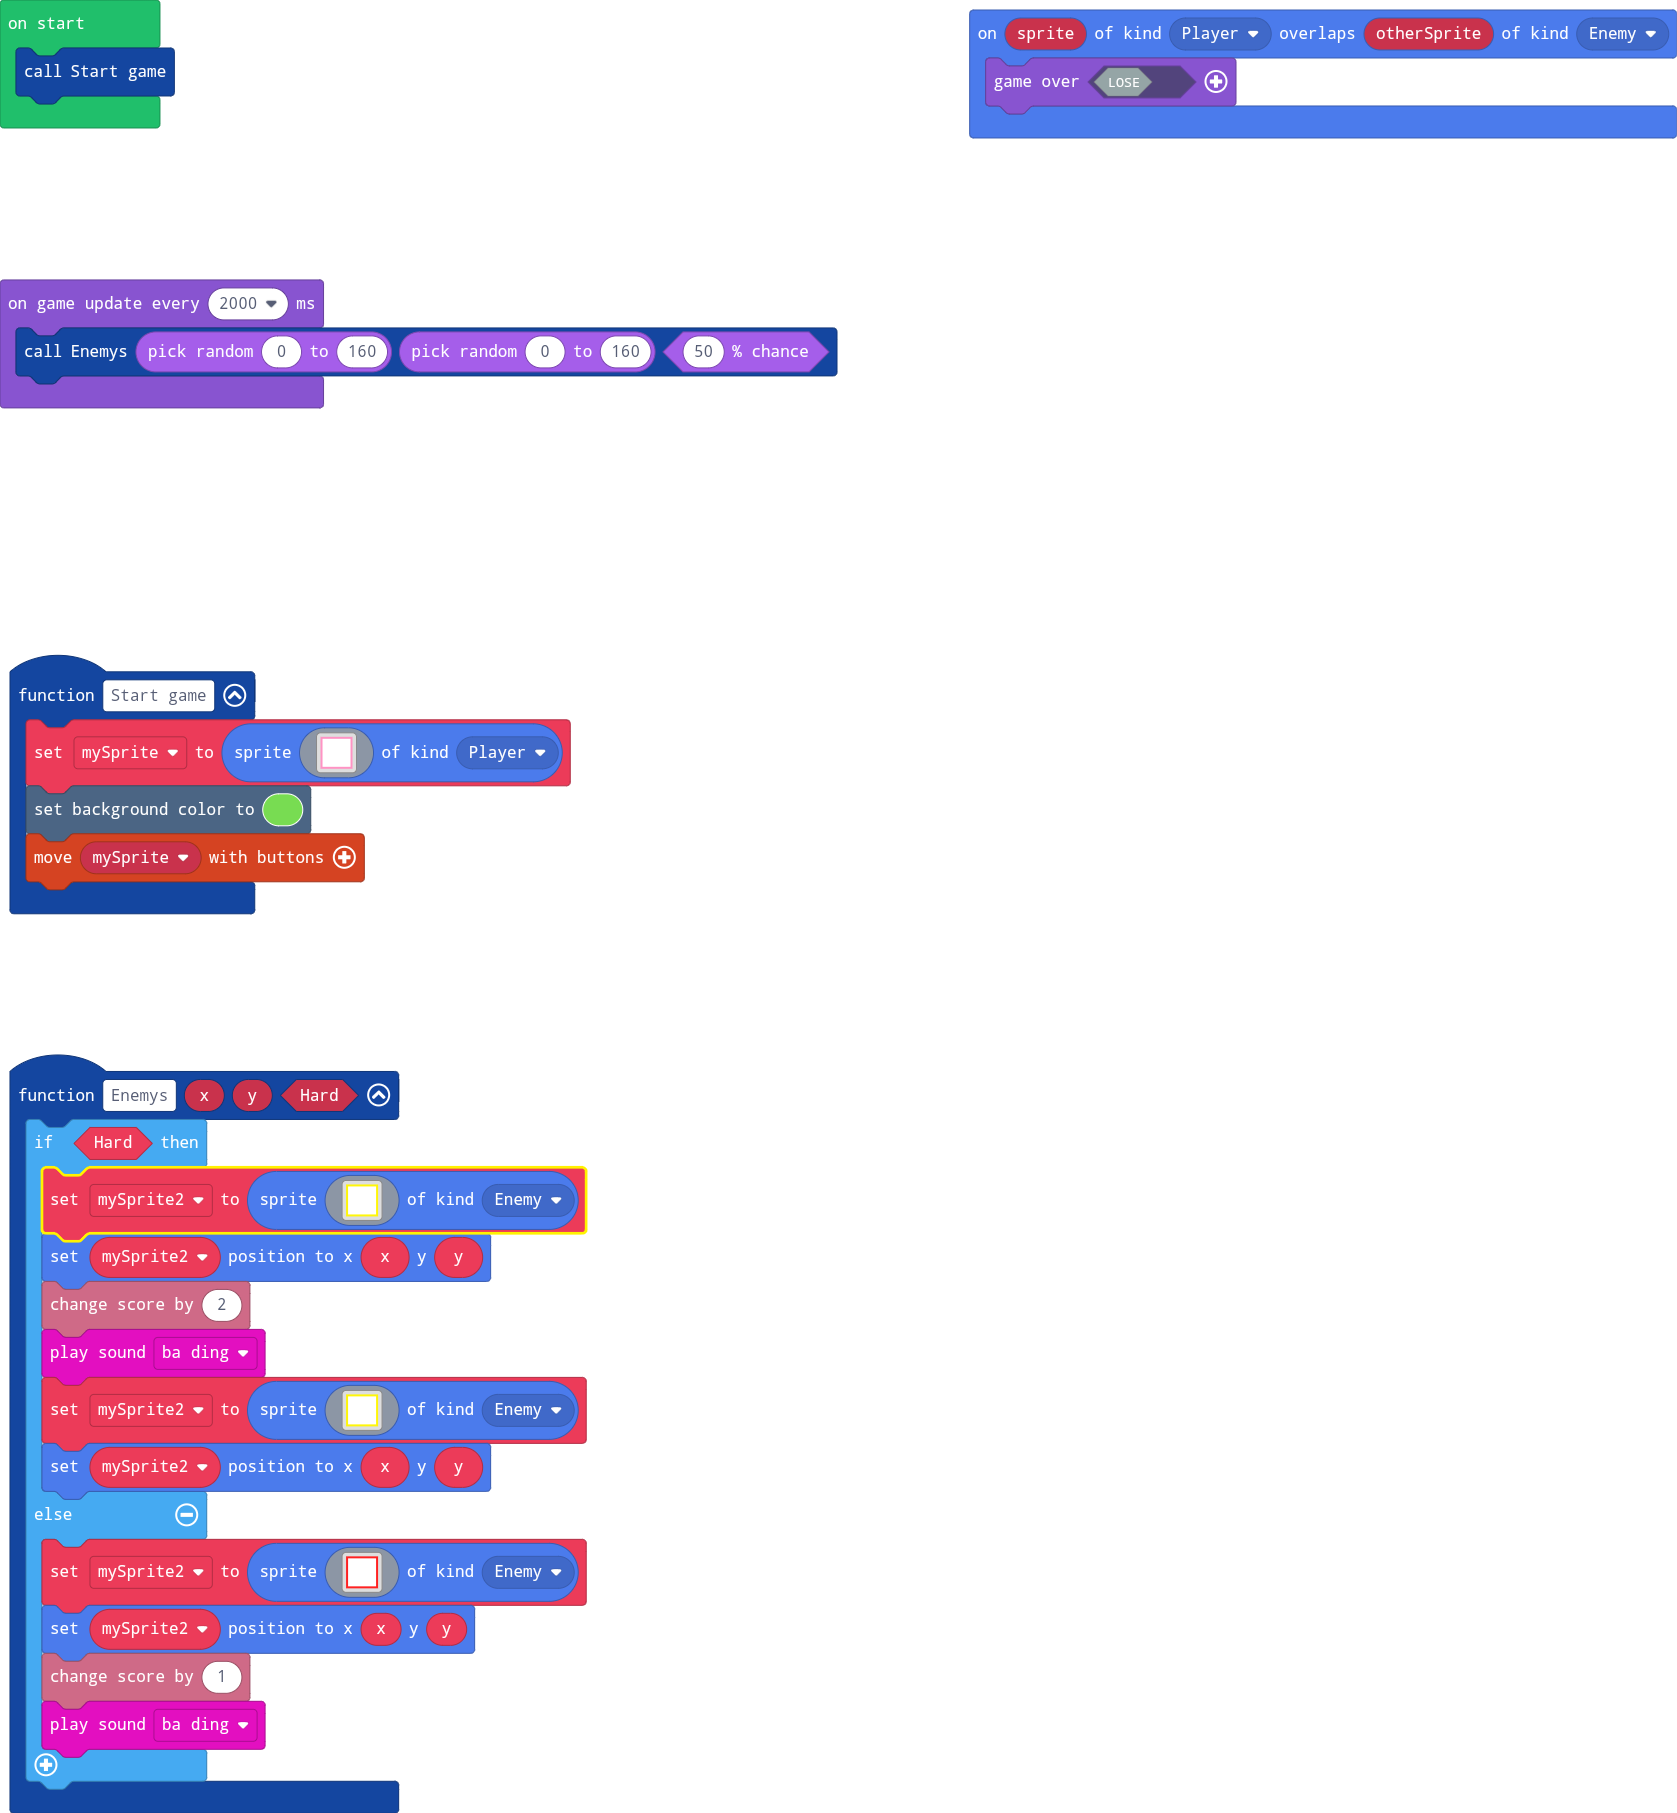 on start
call Start game
on sprite of kind Player overlaps otherSprite of kind Enemy
game over LOSE
on game update every 2000 ms
call Enemys pick random 0 to 160 pick random 0 to 160 50 % chance
function Start game
set mySprite to sprite of kind Player
set background color to
move mySprite with buttons
function Enemys x y Hard
if Hard then
set mySprite2 to sprite of kind Enemy
set mySprite2 position to x x y y
change score by 2
play sound ba ding
set mySprite2 to sprite of kind Enemy
set mySprite2 position to x x y y
else
set mySprite2 to sprite of kind Enemy
set mySprite2 position to x x y y
change score by 1
play sound ba ding